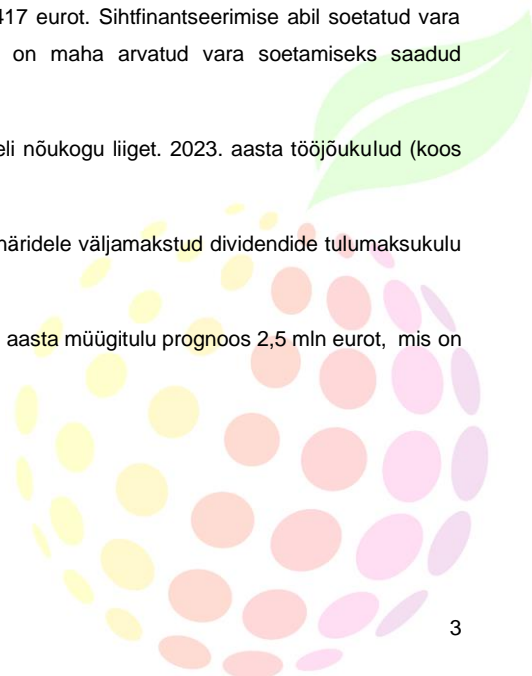 417 eurot. Sihtfinantseerimise abil soetatud vara
on maha arvatud vara soetamiseks saadud
eli nõukogu liiget. 2023. aasta tööjõukulud (koos
näridele väljamakstud dividendide tulumaksukulu
aasta müügitulu prognoos 2,5 mln eurot, mis on
3